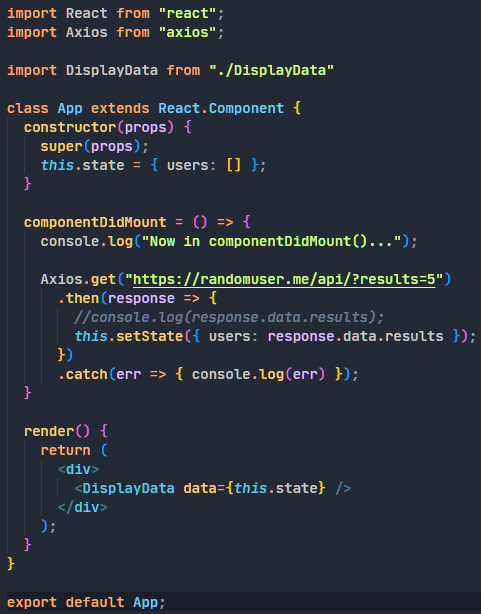 import React from "react";
import Axios from "axios";

import DisplayData from "./DisplayData"

class App extends React.Component {
  constructor(props) {
    super(props);
    this.state = { users: [] };
  }

  componentDidMount = () => {
    console.log("Now in componentDidMount()...");

    Axios.get("https://randomuser.me/api/?results=5")
      .then(response => {
        //console.log(response.ddta.results);
        this.setState({ users: response.data.results });
      })
      .catch(err => { console.log(err) });
  }

  render() {
    return (
      <div>
        <DisplayData data={this.state} />
      </div>
    );
  }
}

export default App;